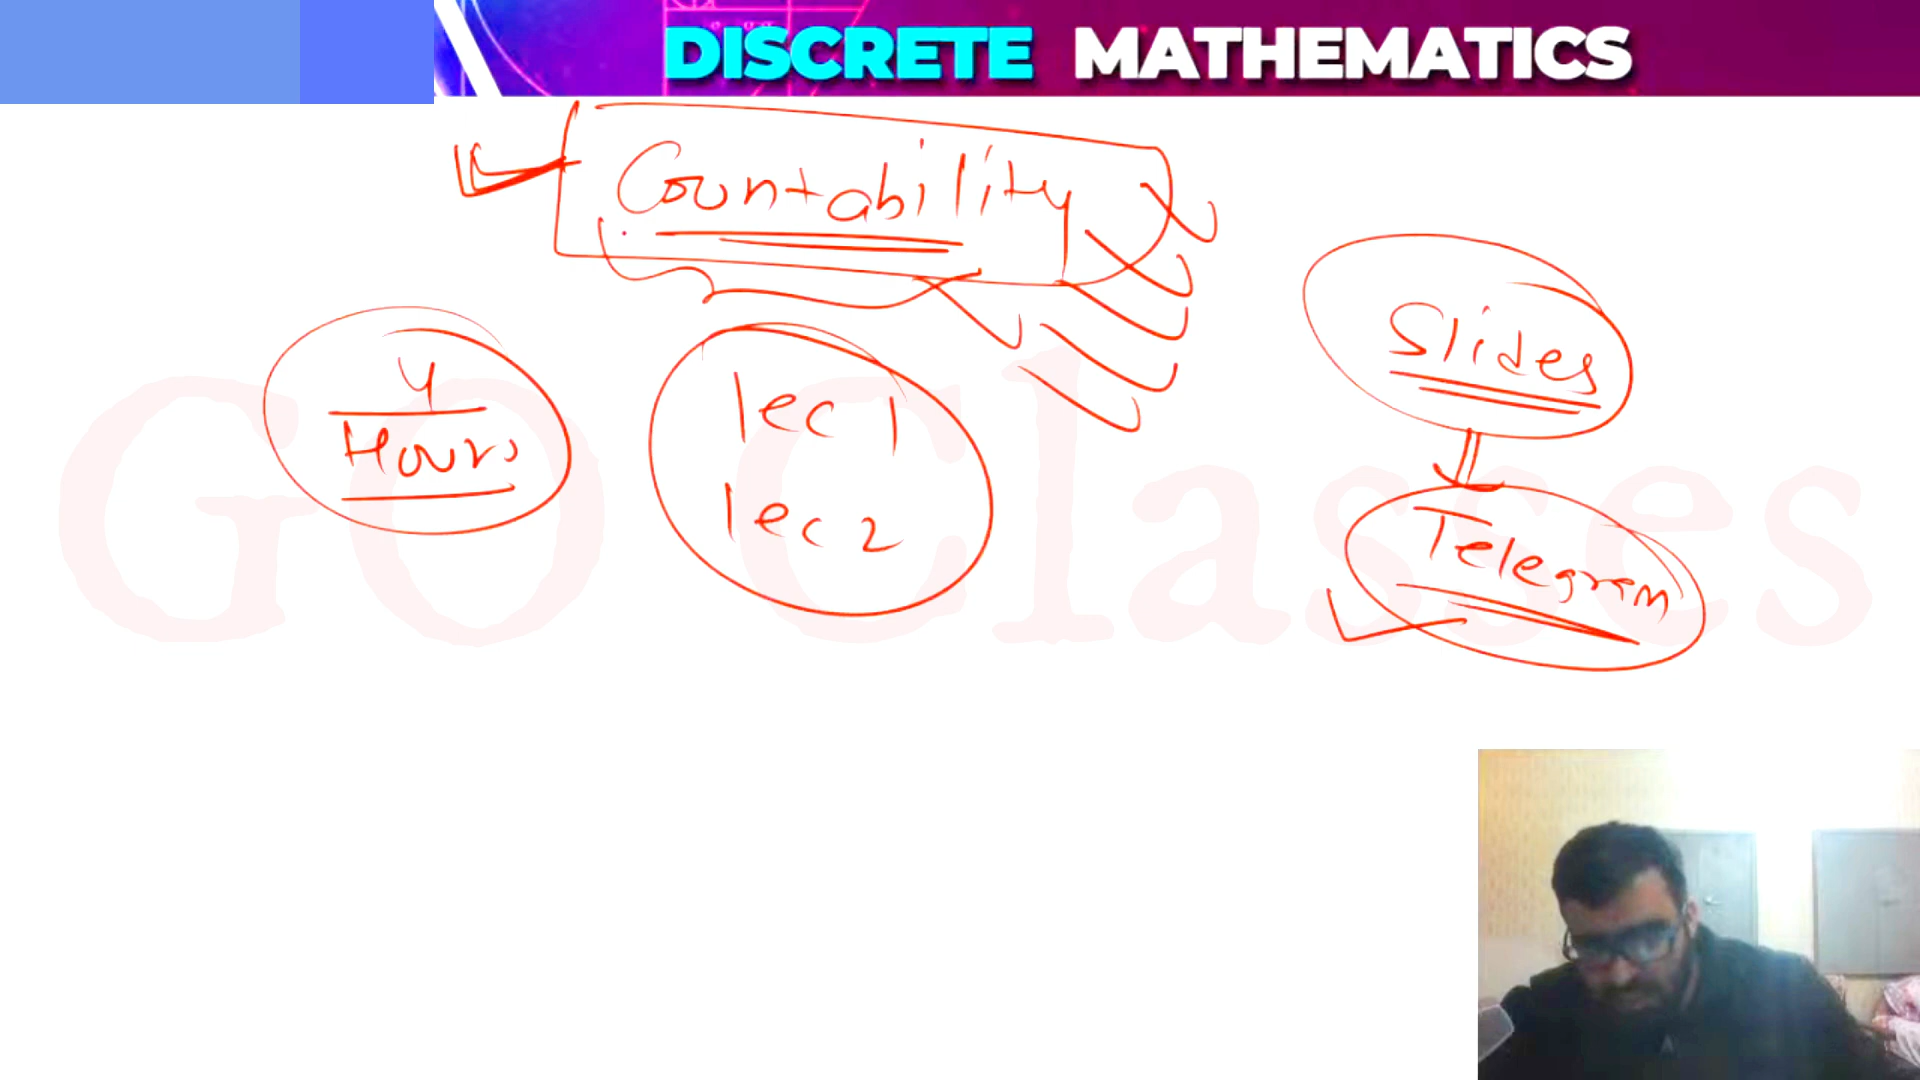 DISCRETE MATHEMATICS
Countability
4
Hours
lec 1
lec 2
Slides
Telegram
GO Classes